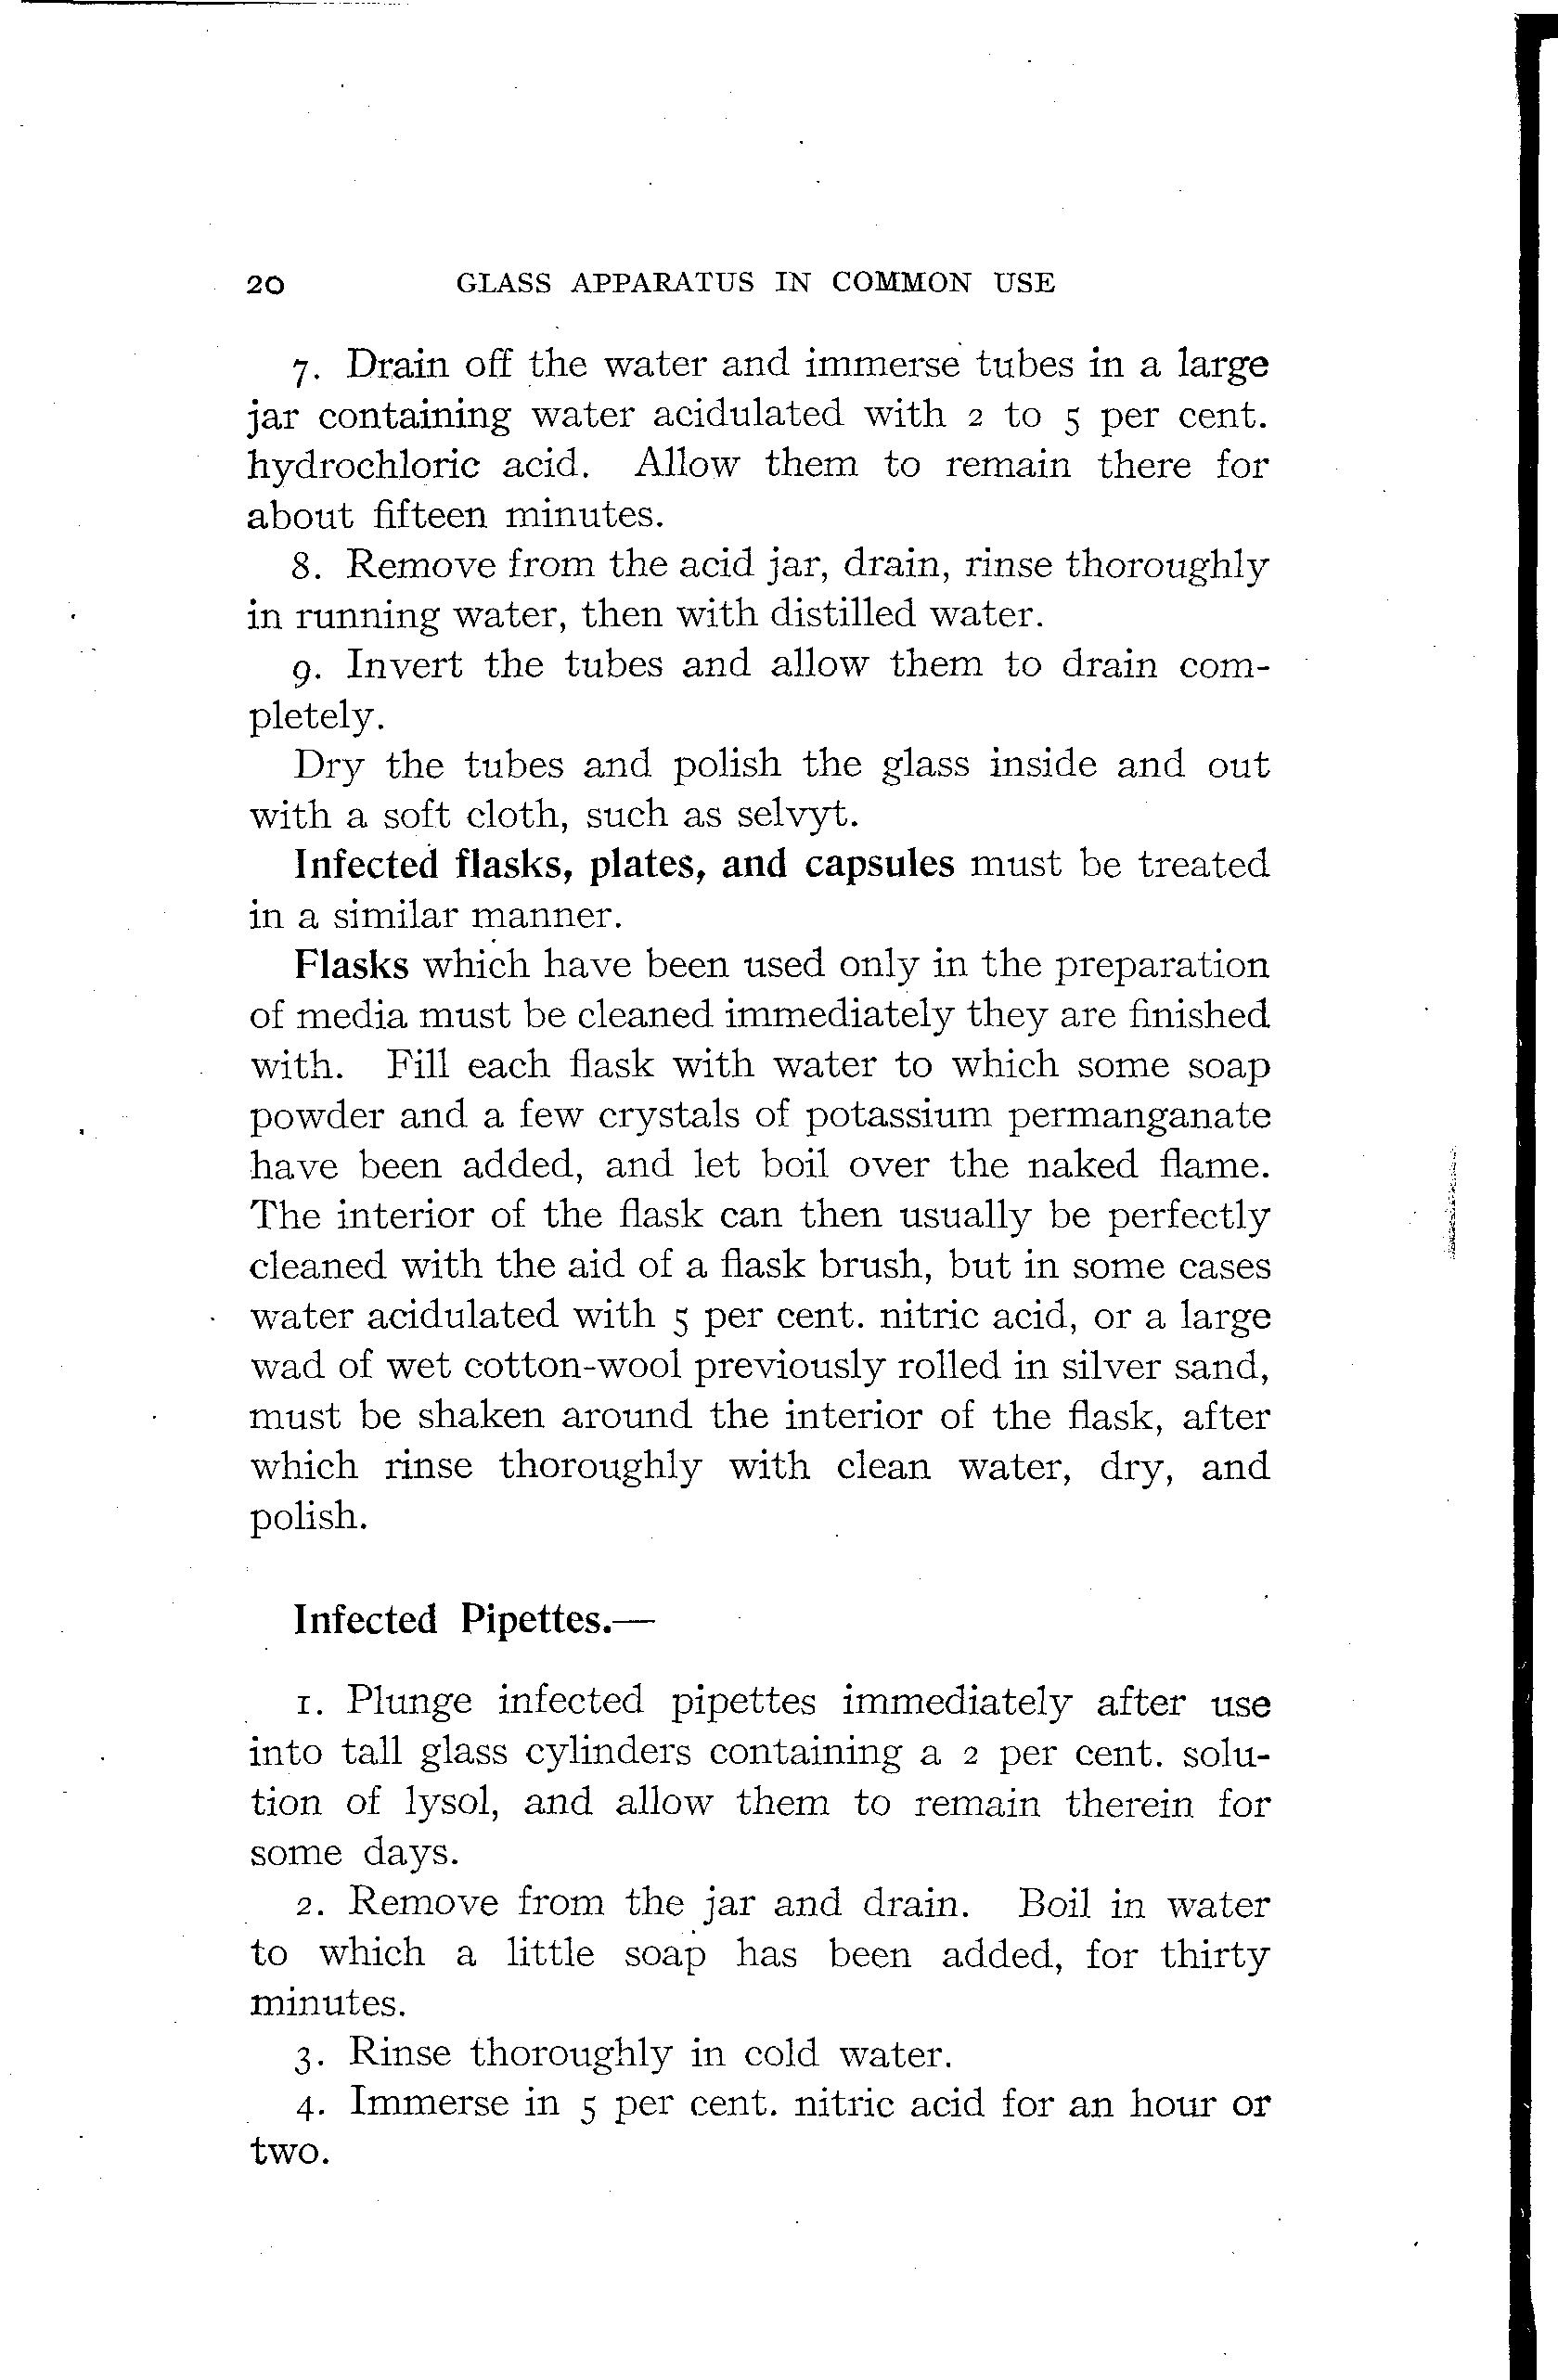 20 GLASS APPARATUS IN COMMON USE
7. Drain off the water and immerse tubes in a large
jar containing water acidulated with 2 to 5 per cent.
hydrochloric acid. Allow them to remain there for
about fifteen minutes.
8. Remove from the acid jar, drain, rinse thoroughly
in running water, then with distilled water.
9. Invert the tubes and allow them to drain com-
pletely.
Dry the tubes and polish the glass inside and out
with a soft cloth, such as selvyt.
Infected flasks, plates, and capsules must be treated
in a similar manner.
Flasks which have been used only in the preparation
of media must be cleaned immediately they are finished
with. Fill each flask with water to which some soap
powder and a few crystals of potassium permanganate
have been added, and let boil over the naked flame.
The interior of the flask can then usually be perfectly
cleaned with the aid of a flask brush, but in some cases
water acidulated with 5 per cent. nitric acid, or a large
wad of wet cotton-wool previously rolled in silver sand,
must be shaken around the interior of the flask, after
which rinse thoroughly with clean water, dry, and
polish.
Infected Pipettes.—
1. Plunge infected pipettes immediately after use
into tall glass cylinders containing a 2 per cent. solu-
tion of lysol, and allow them to remain therein for
some days.
2. Remove from the jar and drain. Boil in water
to which a little soap has been added, for thirty
minutes.
3. Rinse thoroughly in cold water.
4. Immerse in 5 per cent. nitric acid for an hour or
two.